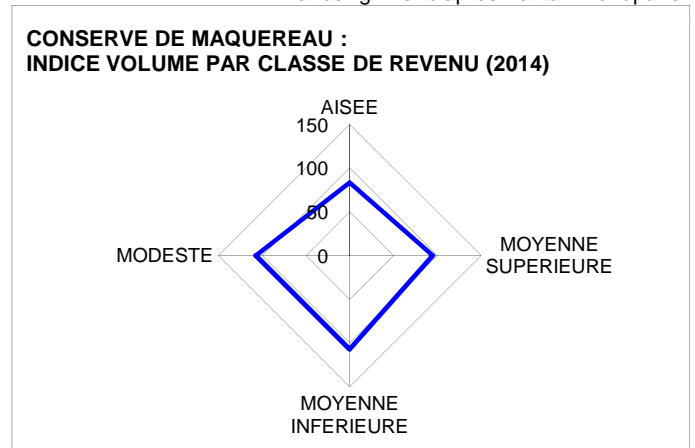 CONSERVE DE MAQUEREAU :
INDICE VOLUME PAR CLASSE DE REVENU (2014)
AISEE
150
100
50
0
MODESTE
MOYENNE
SUPERIEURE
MOYENNE
INFERIEURE